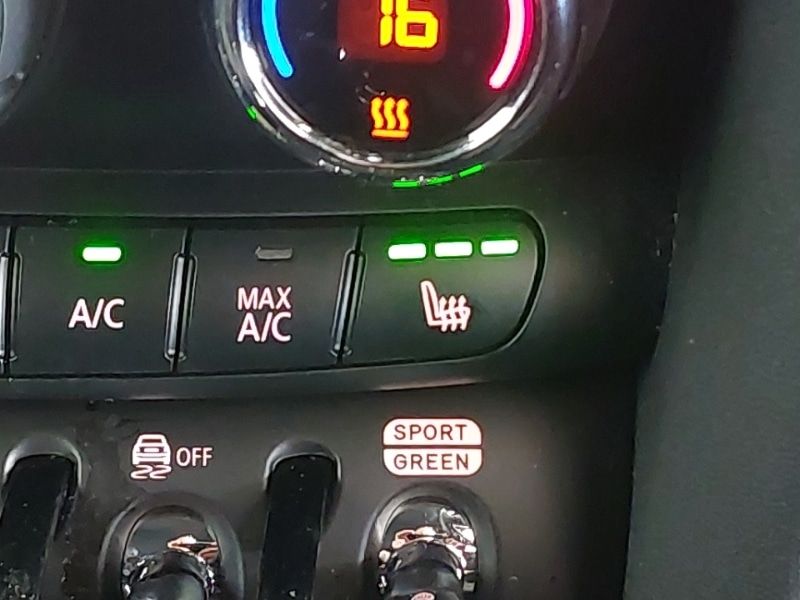 16
A/C
MAX
A/C
OFF
SPORT
GREEN